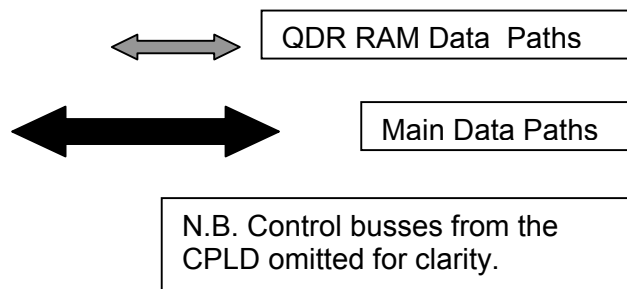 QDR RAM Data  Paths
Main Data Paths
N.B. Control busses from the
CPLD omitted for clarity.